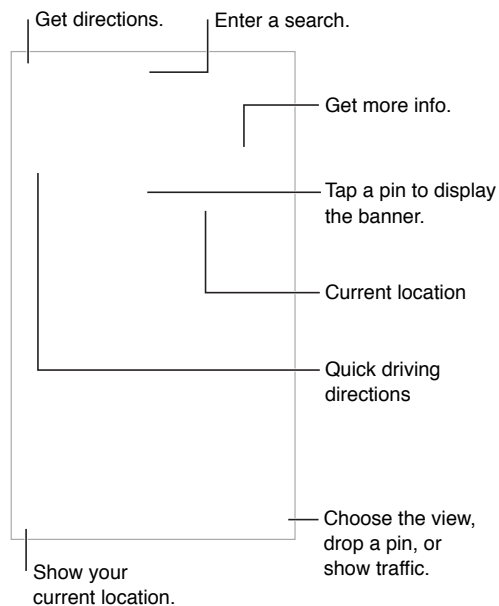 Get directions.
Enter a search.
Get more info.
Tap a pin to display
the banner.
Current location
Quick driving
directions
Choose the view,
drop a pin, or
show traffic.
Show your
current location.